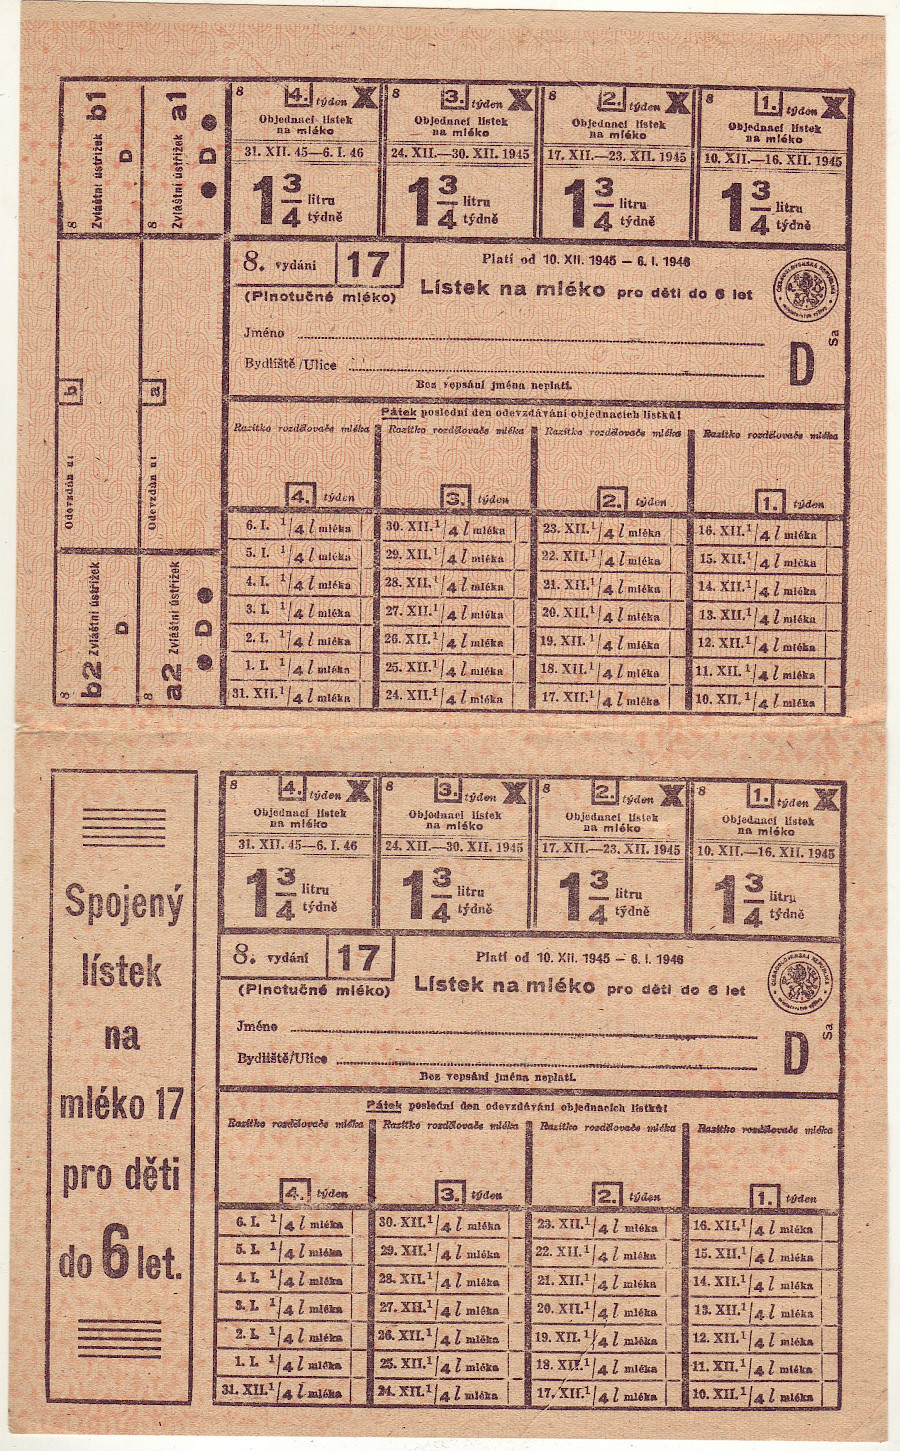 8 4. týden X
Objednací lístek
na mléko
31. XII. 45—6. I. 46
1 3/4 litru
týdně
8 3. týden X
Objednací lístek
na mléko
24. XII.—30. XII. 1945
1 3/4 litru
týdně
8 2. týden X
Objednací lístek
na mléko
17. XII.—23. XII. 1945
1 3/4 litru
týdně
8 1. týden X
Objednací lístek
na mléko
10. XII.—16. XII. 1945
1 3/4 litru
týdně
8 Zvláštní ústřižek b1
D
8 Zvláštní ústřižek a1
D
Odevzdán u: b
Odevzdán u: a
8 b2 Zvláštní ústřižek
D
8 a2 Zvláštní ústřižek
D
8. vydání 17
Platí od 10. XII. 1945 — 6. I. 1946
(Plnotučné mléko) Lístek na mléko pro děti do 6 let
ČESKOSLOVENSKÁ REPUBLIKA
Jméno
Bydliště/Ulice
D
Sa
Bez vepsání jména neplatí.
Pátek poslední den odevzdávání objednacích lístků!
Razítko rozdělovače mléka Razítko rozdělovače mléka Razítko rozdělovače mléka Razítko rozdělovače mléka
4. týden 3. týden 2. týden 1. týden
6. I. 1/4 l mléka 30. XII. 1/4 l mléka 23. XII. 1/4 l mléka 16. XII. 1/4 l mléka
5. I. 1/4 l mléka 29. XII. 1/4 l mléka 22. XII. 1/4 l mléka 15. XII. 1/4 l mléka
4. I. 1/4 l mléka 28. XII. 1/4 l mléka 21. XII. 1/4 l mléka 14. XII. 1/4 l mléka
3. I. 1/4 l mléka 27. XII. 1/4 l mléka 20. XII. 1/4 l mléka 13. XII. 1/4 l mléka
2. I. 1/4 l mléka 26. XII. 1/4 l mléka 19. XII. 1/4 l mléka 12. XII. 1/4 l mléka
1. I. 1/4 l mléka 25. XII. 1/4 l mléka 18. XII. 1/4 l mléka 11. XII. 1/4 l mléka
31. XII. 1/4 l mléka 24. XII. 1/4 l mléka 17. XII. 1/4 l mléka 10. XII. 1/4 l mléka
Spojený
lístek
na
mléko 17
pro děti
do 6 let.
8 4. týden X
Objednací lístek
na mléko
31. XII. 45—6. I. 46
1 3/4 litru
týdně
8 3. týden X
Objednací lístek
na mléko
24. XII.—30. XII. 1945
1 3/4 litru
týdně
8 2. týden X
Objednací lístek
na mléko
17. XII.—23. XII. 1945
1 3/4 litru
týdně
8 1. týden X
Objednací lístek
na mléko
10. XII.—16. XII. 1945
1 3/4 litru
týdně
8. vydání 17
Platí od 10. XII. 1945 — 6. I. 1946
(Plnotučné mléko) Lístek na mléko pro děti do 6 let
ČESKOSLOVENSKÁ REPUBLIKA
Jméno
Bydliště/Ulice
D
Sa
Bez vepsání jména neplatí.
Pátek poslední den odevzdávání objednacích lístků!
Razítko rozdělovače mléka Razítko rozdělovače mléka Razítko rozdělovače mléka Razítko rozdělovače mléka
4. týden 3. týden 2. týden 1. týden
6. I. 1/4 l mléka 30. XII. 1/4 l mléka 23. XII. 1/4 l mléka 16. XII. 1/4 l mléka
5. I. 1/4 l mléka 29. XII. 1/4 l mléka 22. XII. 1/4 l mléka 15. XII. 1/4 l mléka
4. I. 1/4 l mléka 28. XII. 1/4 l mléka 21. XII. 1/4 l mléka 14. XII. 1/4 l mléka
3. I. 1/4 l mléka 27. XII. 1/4 l mléka 20. XII. 1/4 l mléka 13. XII. 1/4 l mléka
2. I. 1/4 l mléka 26. XII. 1/4 l mléka 19. XII. 1/4 l mléka 12. XII. 1/4 l mléka
1. I. 1/4 l mléka 25. XII. 1/4 l mléka 18. XII. 1/4 l mléka 11. XII. 1/4 l mléka
31. XII. 1/4 l mléka 24. XII. 1/4 l mléka 17. XII. 1/4 l mléka 10. XII. 1/4 l mléka